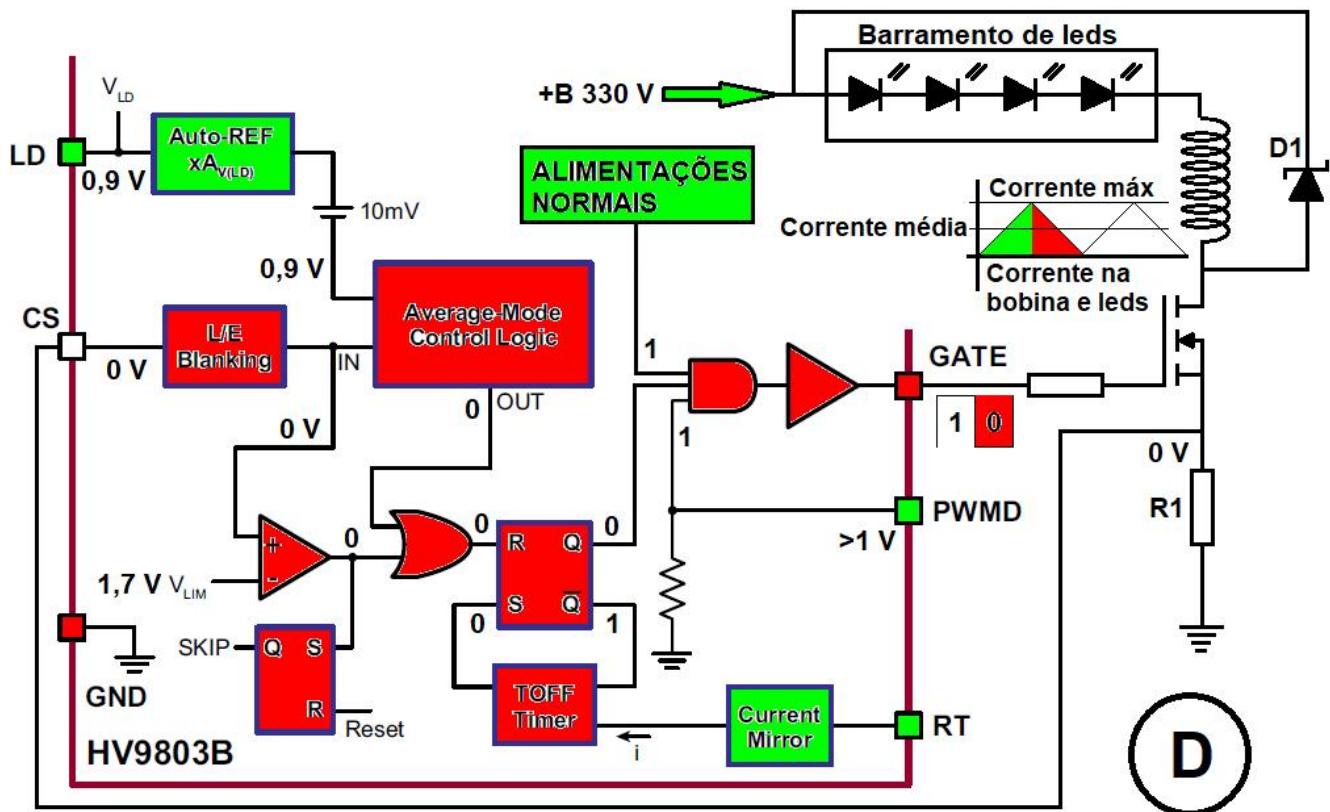 Barramento de leds
+B 330 V
V_LD
LD
0,9 V
Auto-REF
xA_V(LD)
10mV
ALIMENTAÇÕES
NORMAIS
D1
Corrente máx
Corrente média
Corrente na
bobina e leds
0,9 V
CS
0 V
L/E
Blanking
IN
Average-Mode
Control Logic
0
OUT
0 V
1
1
GATE
1
0
0 V
R1
PWMD
>1 V
+
-
1,7 V
V_LIM
0
0
R
Q
S
Q̅
0
0
1
SKIP
Q
S
R
Reset
GND
HV9803B
TOFF
Timer
i
Current
Mirror
RT
D